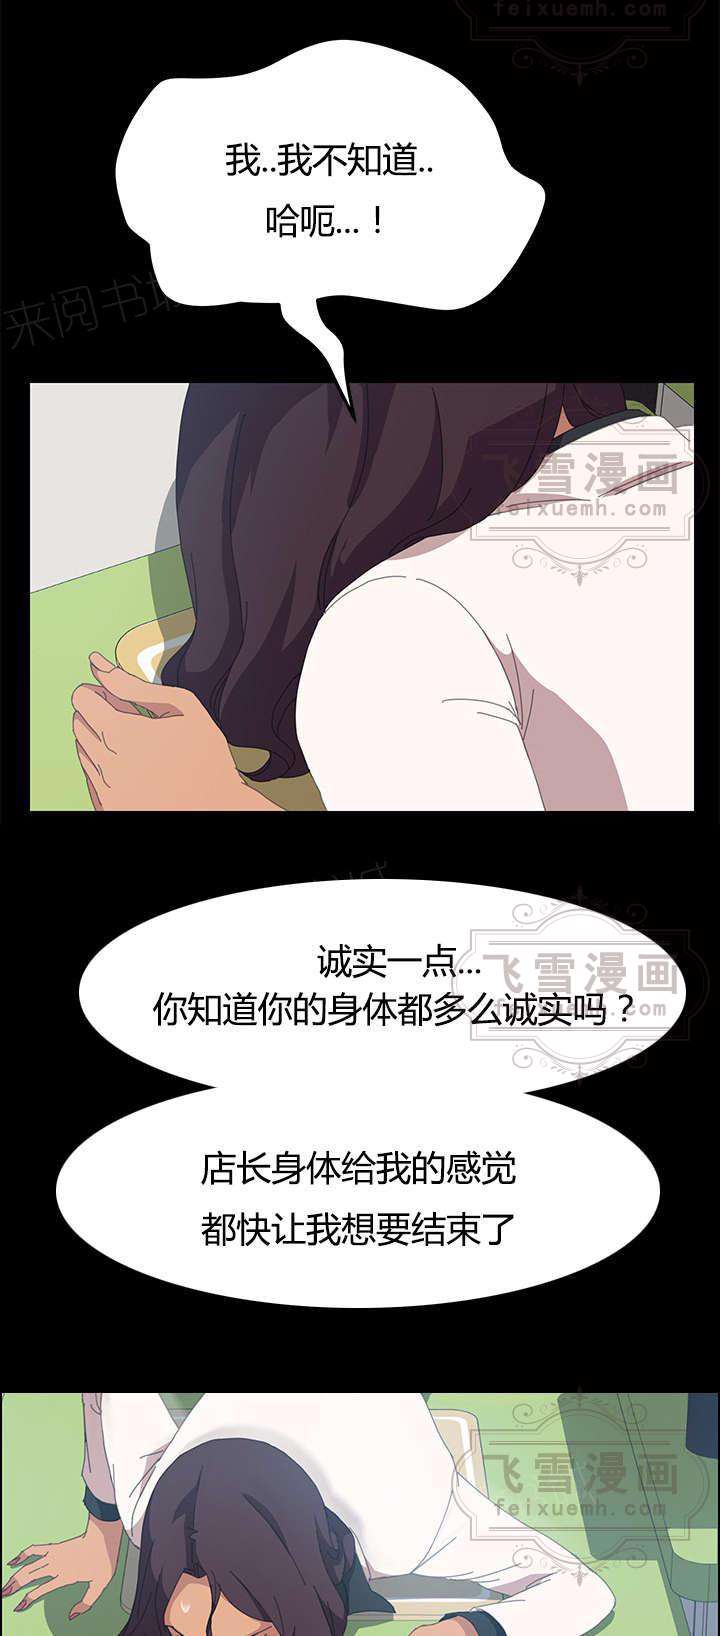 feixuemh.com
我..我不知道..
哈呃...！
来阅书城
飞雪漫画
feixuemh.com
诚实一点...
你知道你的身体都多么诚实吗？
飞雪漫画
feixuemh.com
店长身体给我的感觉
都快让我想要结束了
飞雪漫画
feixuemh.com